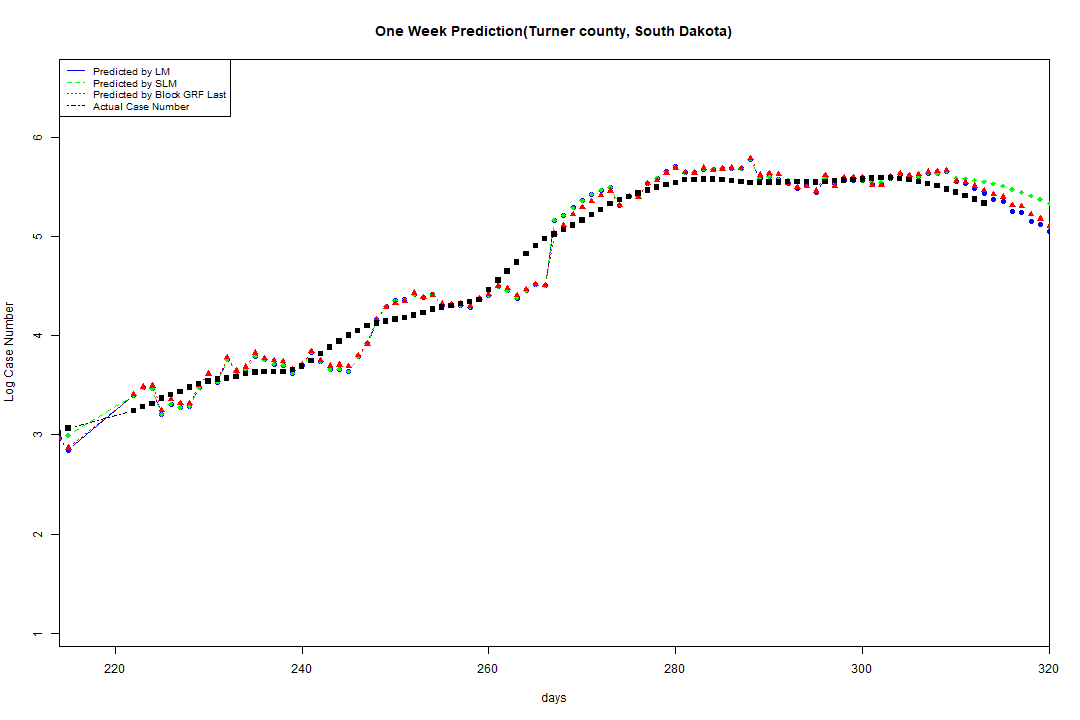 One Week Prediction(Turner county, South Dakota)
Predicted by LM
Predicted by SLM
Predicted by Block GRF Last
Actual Case Number
6
5
4
3
2
1
Log Case Number
220 240 260 280 300 320
days